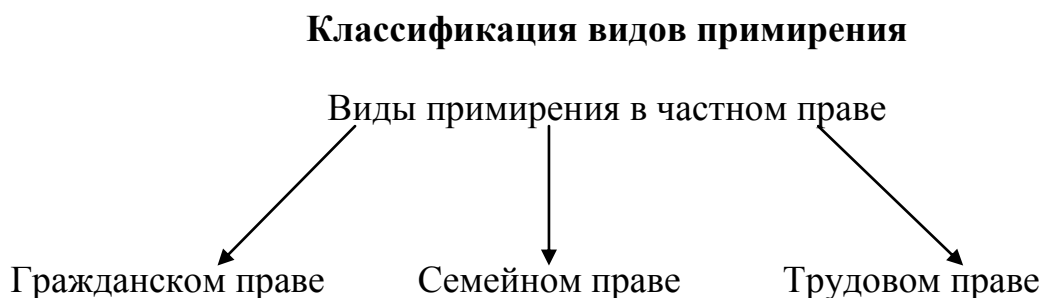 Классификация видов примирения
Виды примирения в частном праве
Гражданском праве Семейном праве Трудовом праве